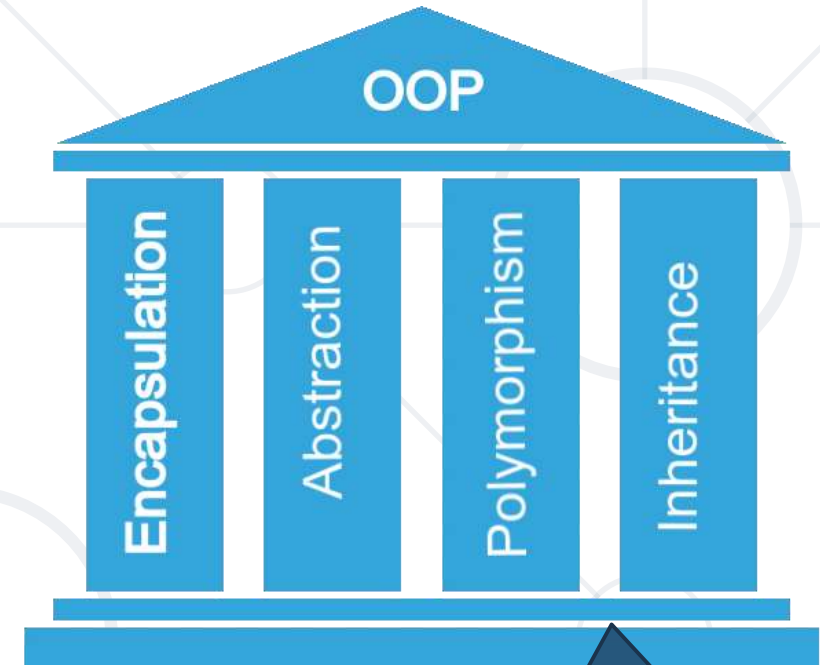 OOP
Encapsulation
Abstraction
Polymorphism
Inheritance